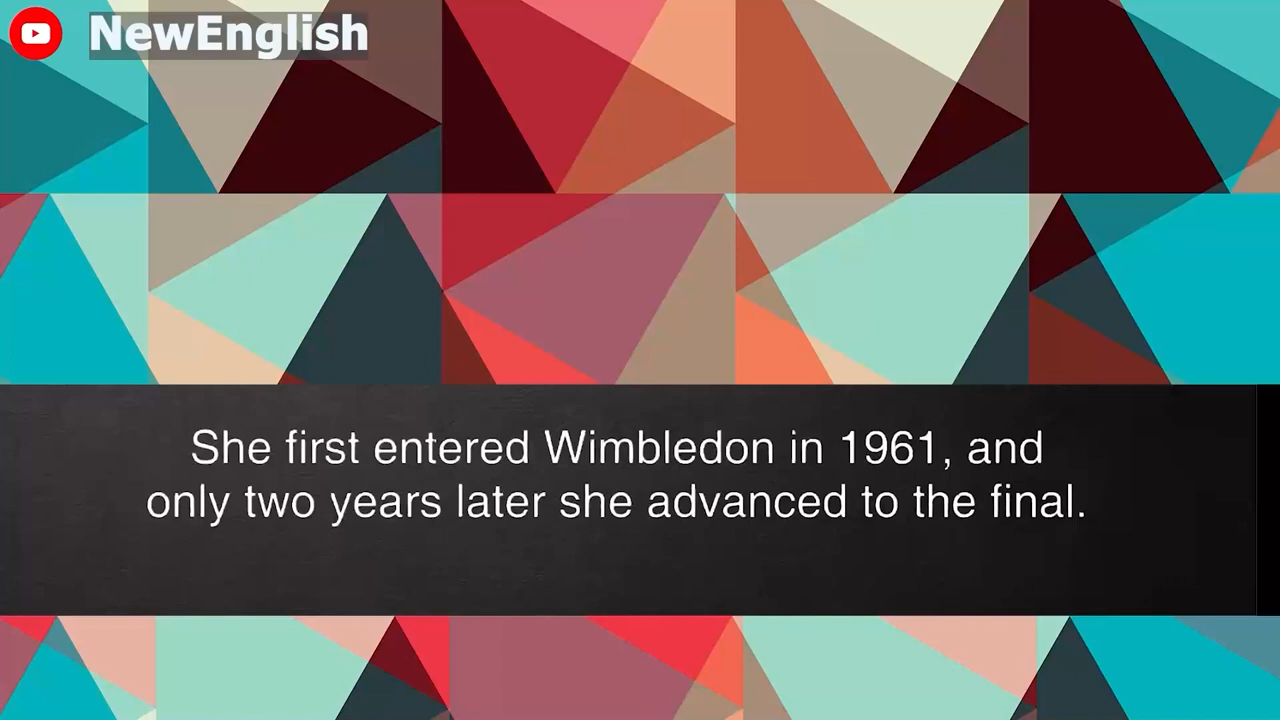 NewEnglish
She first entered Wimbledon in 1961, and
only two years later she advanced to the final.